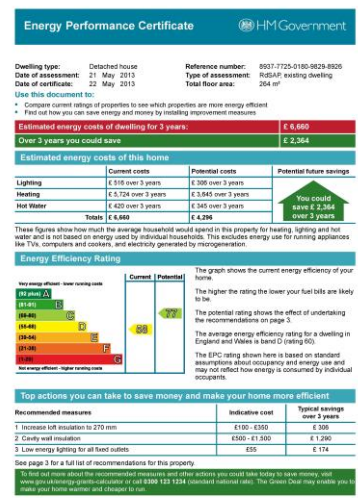 Energy Performance Certificate
HM Government
Dwelling type: Detached house
Date of assessment: 21 May 2013
Date of certificate: 22 May 2013
Reference number: 8937-7725-0180-9829-8926
Type of assessment: RdSAP, existing dwelling
Total floor area: 264 m²
Use this document to:
• Compare current ratings of properties to see which properties are more energy efficient
• Find out how you can save energy and money by installing improvement measures
Estimated energy costs of dwelling for 3 years: £ 6,660
Over 3 years you could save £ 2,364
Estimated energy costs of this home
Current costs Potential costs Potential future savings
Lighting £ 516 over 3 years £ 306 over 3 years
Heating £ 5,724 over 3 years £ 3,645 over 3 years
Hot Water £ 420 over 3 years £ 345 over 3 years
Totals £ 6,660 £ 4,296
You could
save £ 2,364
over 3 years
These figures show how much the average household would spend in this property for heating, lighting and hot
water and is not based on energy used by individual households. This excludes energy use for running appliances
like TVs, computers and cookers, and electricity generated by microgeneration.
Energy Efficiency Rating
Current Potential
Very energy efficient - lower running costs
(92 plus) A
(81-91) B
(69-80) C
(55-68) D
(39-54) E
(21-38) F
(1-20) G
Not energy efficient - higher running costs
77
The graph shows the current energy efficiency of your
home.
The higher the rating the lower your fuel bills are likely
to be.
The potential rating shows the effect of undertaking
the recommendations on page 3.
The average energy efficiency rating for a dwelling in
England and Wales is band D (rating 60).
The EPC rating shown here is based on standard
assumptions about occupancy and energy use and
may not reflect how energy is consumed by individual
occupants.
Top actions you can take to save money and make your home more efficient
Recommended measures Indicative cost Typical savings
over 3 years
1 Increase loft insulation to 270 mm £100 - £350 £ 306
2 Cavity wall insulation £500 - £1,500 £ 1,290
3 Low energy lighting for all fixed outlets £55 £ 174
See page 3 for a full list of recommendations for this property.
To find out more about the recommended measures and other actions you could take today to save money, visit
www.gov.uk/energy-grants-calculator or call 0300 123 1234 (standard national rate). The Green Deal may enable you to
make your home warmer and cheaper to run.